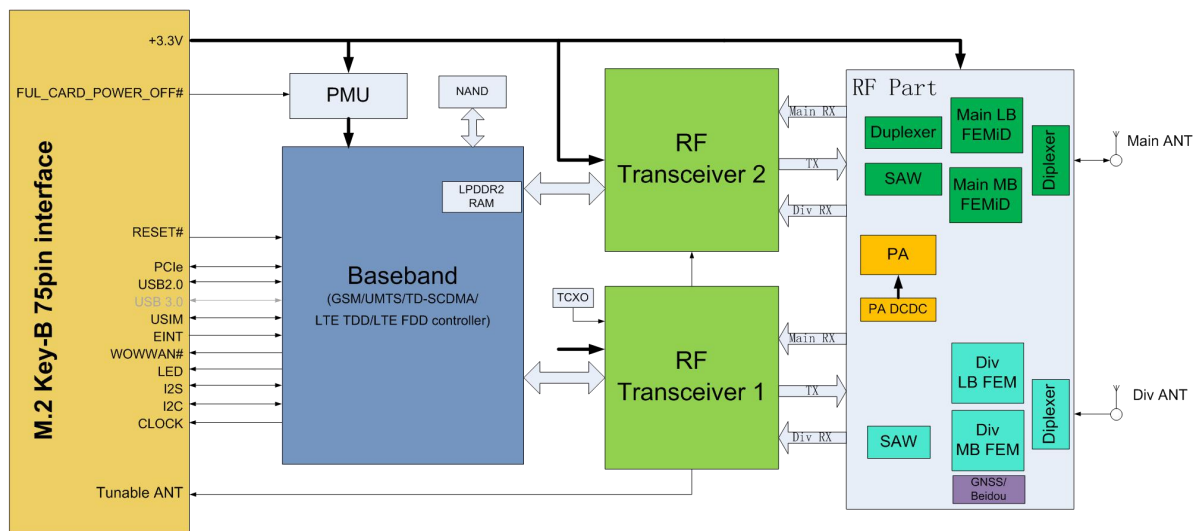 M.2 Key-B 75pin interface
+3.3V
FUL_CARD_POWER_OFF#
RESET#
PCIe
USB2.0
USB 3.0
USIM
EINT
WOWWAN#
LED
I2S
I2C
CLOCK
Tunable ANT
PMU
NAND
LPDDR2
RAM
Baseband
(GSM/UMTS/TD-SCDMA/
LTE TDD/LTE FDD controller)
RF
Transceiver 2
TCXO
RF
Transceiver 1
Main RX
TX
Div RX
Main RX
TX
Div RX
RF Part
Duplexer
Main LB
FEMiD
SAW
Main MB
FEMiD
Diplexer
PA
PA DCDC
Div
LB FEM
SAW
Div
MB FEM
Diplexer
GNSS/
Beidou
Main ANT
Div ANT